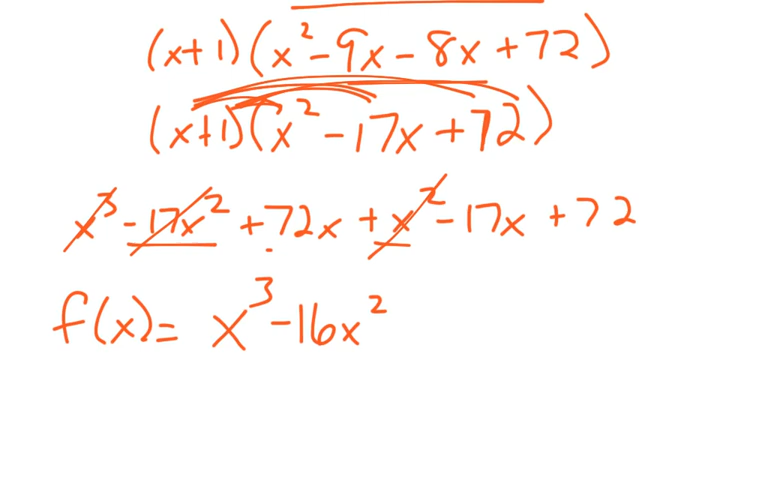 (x+1)(x²-9x-8x+72)
(x+1)(x²-17x+72)
x³-17x²+72x+x²-17x+72
f(x)= x³-16x²